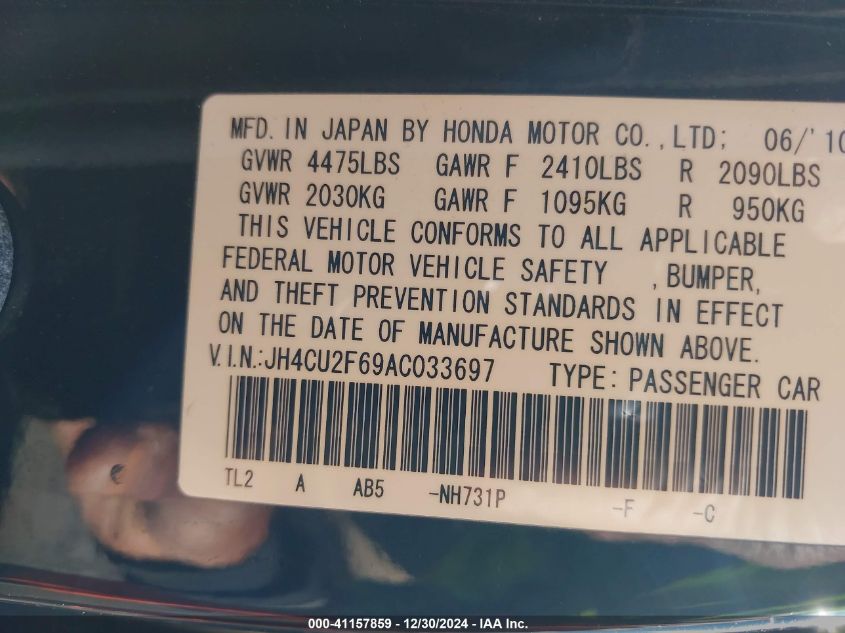 MFD. IN JAPAN BY HONDA MOTOR CO.,LTD; 06/'10
GVWR 4475LBS GAWR F 2410LBS R 2090LBS
GVWR 2030KG GAWR F 1095KG R 950KG
THIS VEHICLE CONFORMS TO ALL APPLICABLE
FEDERAL MOTOR VEHICLE SAFETY , BUMPER,
AND THEFT PREVENTION STANDARDS IN EFFECT
ON THE DATE OF MANUFACTURE SHOWN ABOVE.
V.I.N.:JH4CU2F69AC033697 TYPE: PASSENGER CAR
TL2 A AB5 -NH731P -F -C
000-41157859 - 12/30/2024 - IAA Inc.